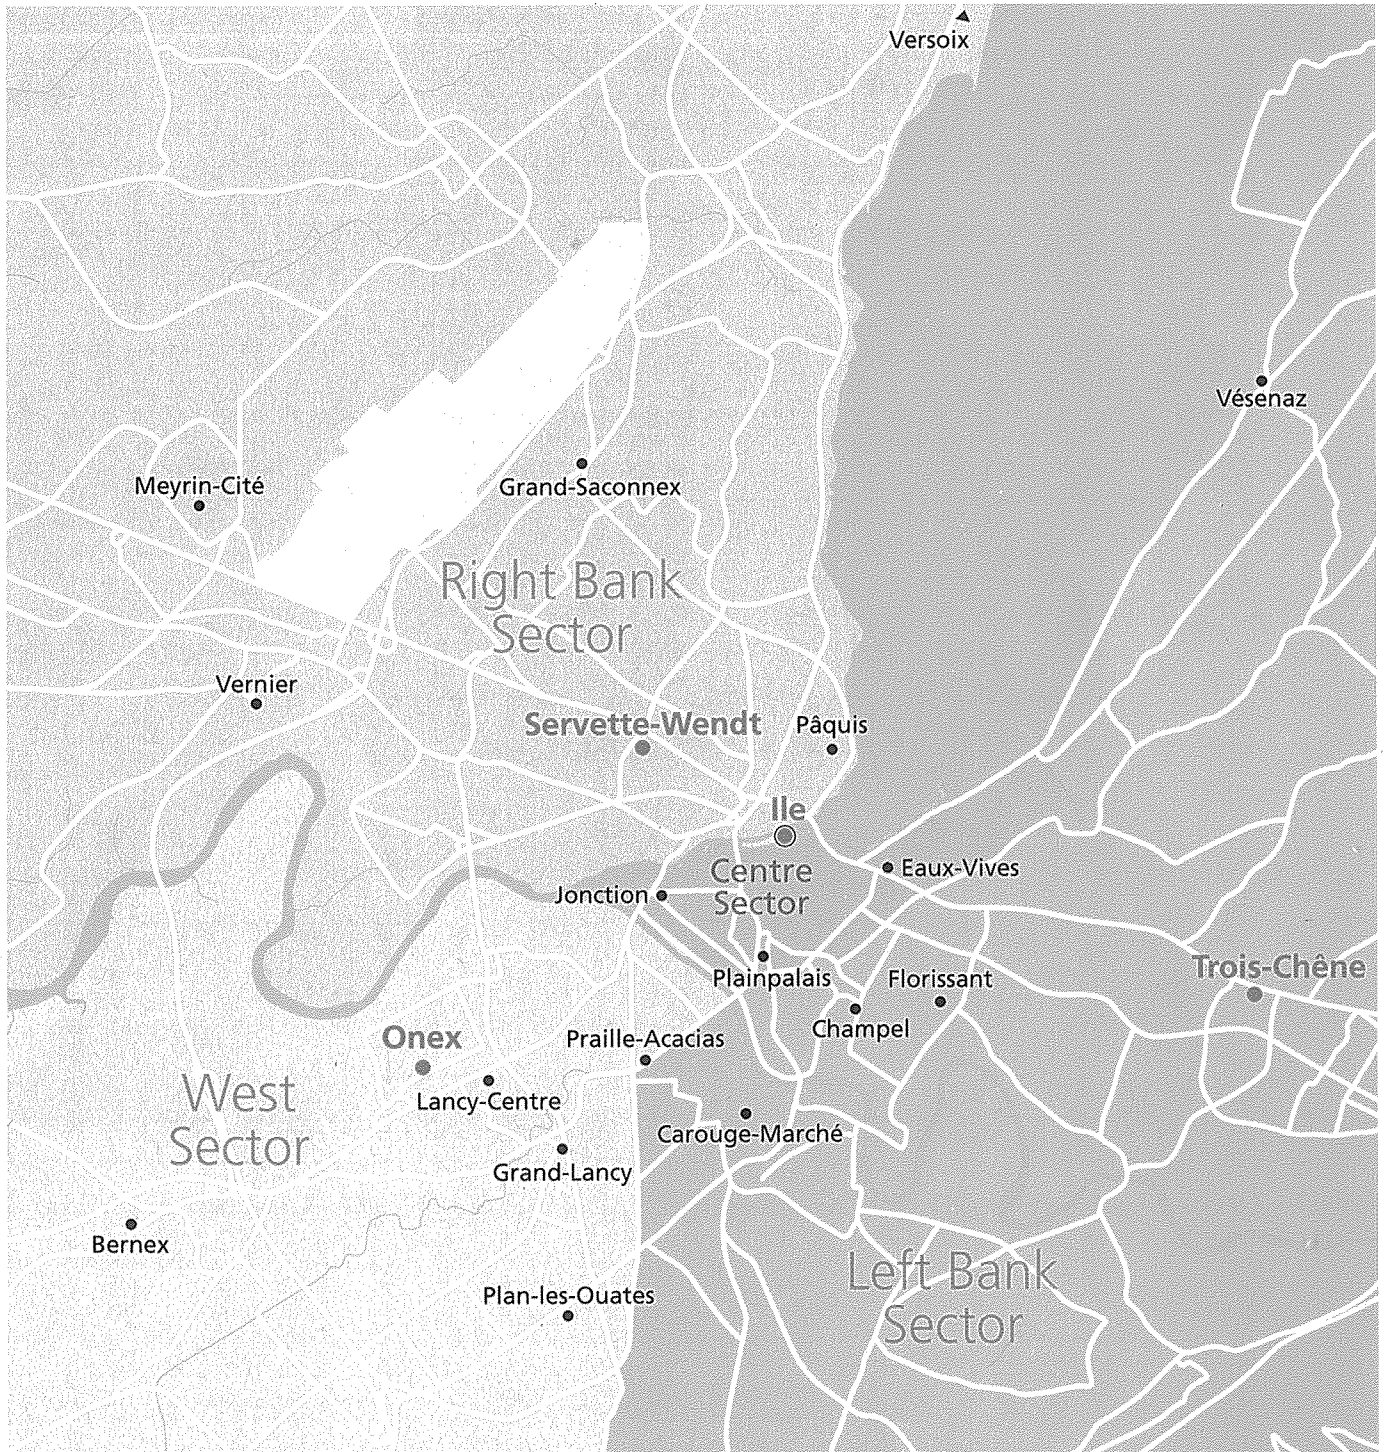 Versoix
Vésenaz
Meyrin-Cité
Grand-Saconnex
Right Bank
Sector
Vernier
Servette-Wendt
Pâquis
Ile
Centre
Sector
Eaux-Vives
Jonction
Plainpalais
Florissant
Trois-Chêne
Champel
Onex
Praille-Acacias
West
Sector
Lancy-Centre
Carouge-Marché
Grand-Lancy
Bernex
Left Bank
Sector
Plan-les-Ouates